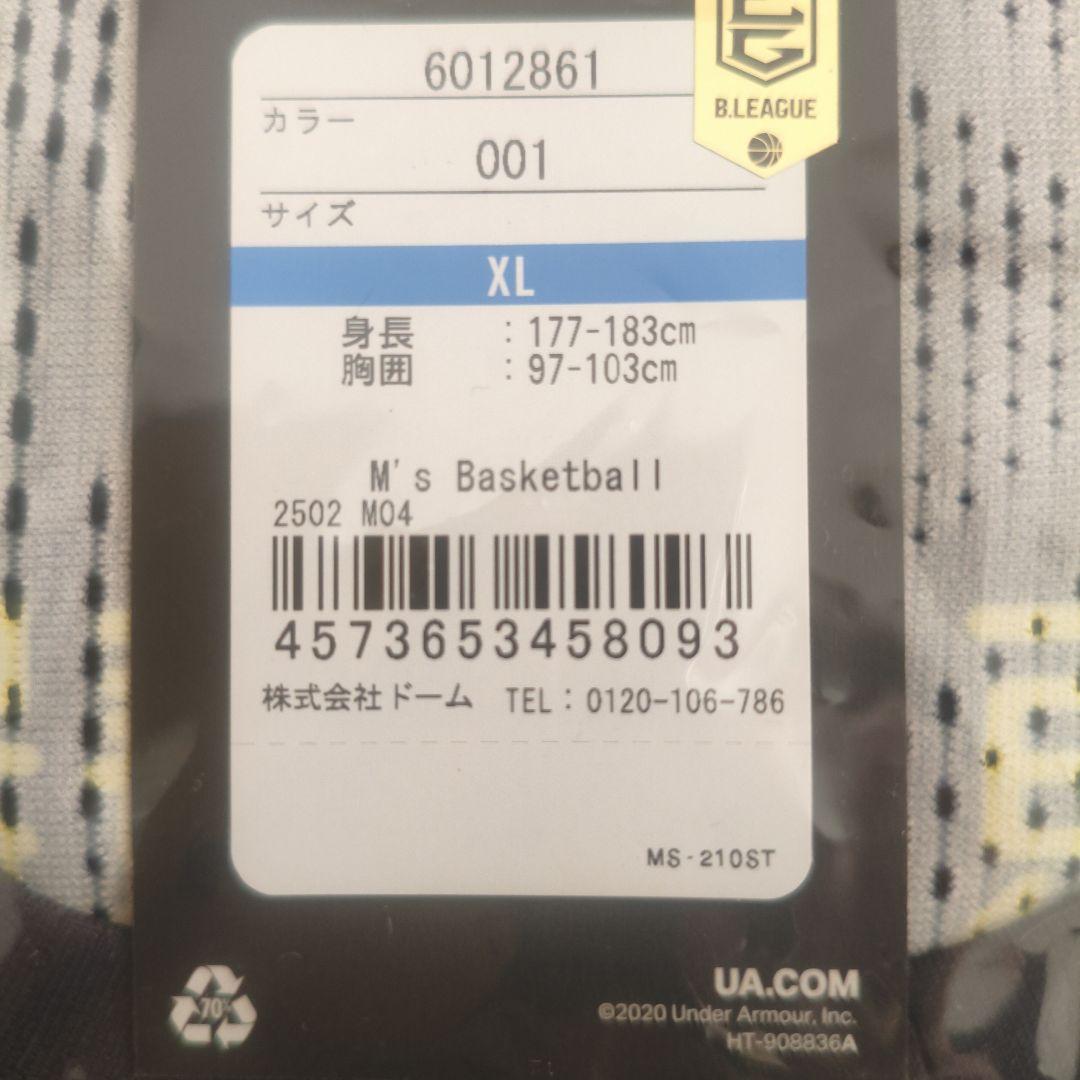 6012861
B.LEAGUE
カラー
001
サイズ
XL
身長 : 177-183cm
胸囲 : 97-103cm
M's Basketball
2502 M04
4573653458093
株式会社ドーム TEL：0120-106-786
MS-210ST
70%
UA.COM
©2020 Under Armour, Inc.
HT-908836A